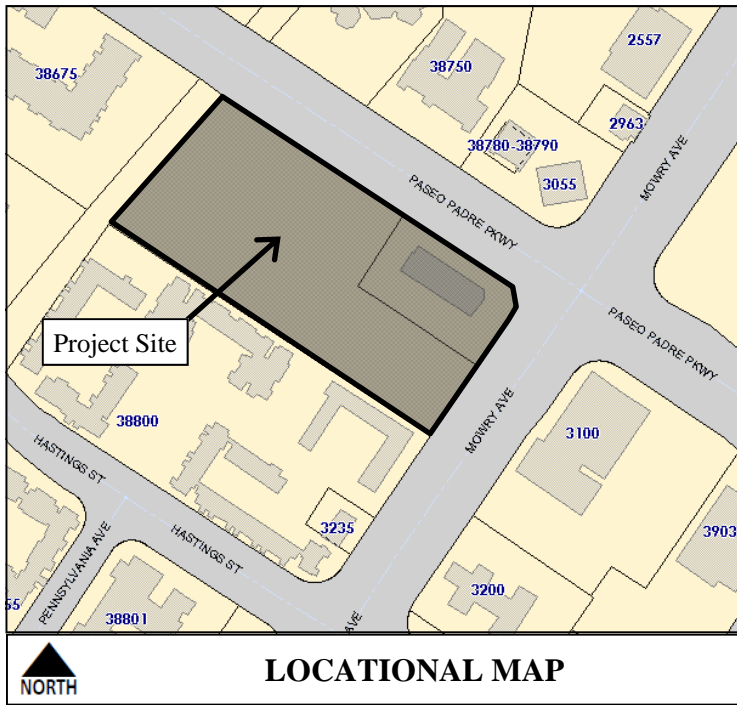 2557
38750
38675
2963
38780-38790
MOWRY AVE
3055
PASEO PADRE PKWY
PASEO PADRE PKWY
Project Site
MOWRY AVE
38800
3100
HASTINGS ST
3235
3903
HASTINGS ST
PENNSYLVANIA AVE
3200
55
38801
AVE
NORTH
LOCATIONAL MAP